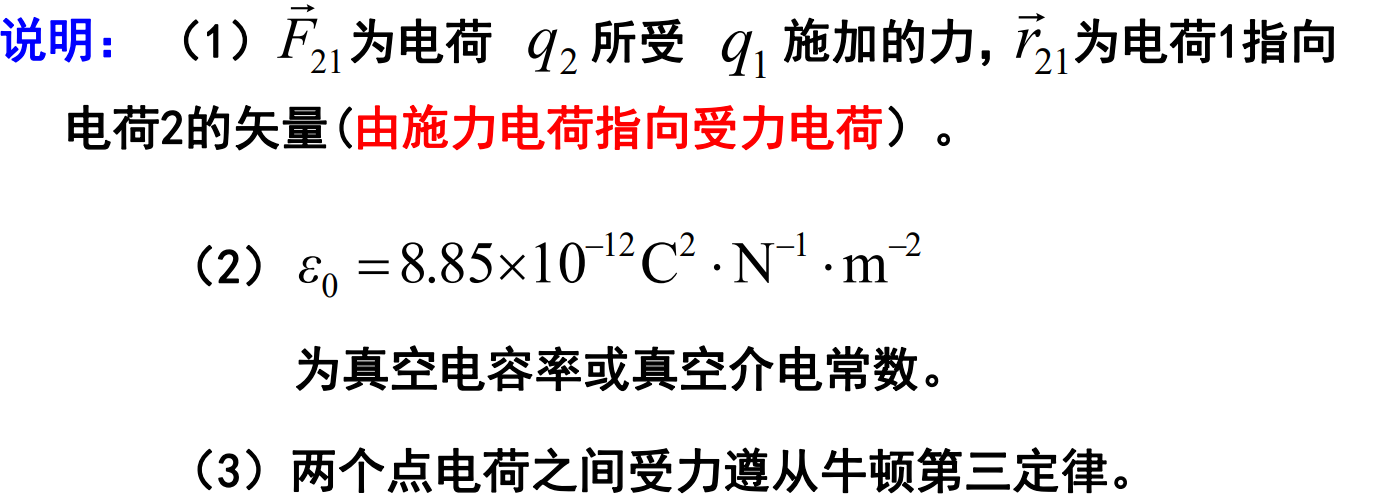 说明：（1）$\vec{F}_{21}$为电荷 $q_2$ 所受 $q_1$ 施加的力，$\vec{r}_{21}$为电荷1指向
电荷2的矢量(由施力电荷指向受力电荷）。
（2）$\varepsilon_0 = 8.85 \times 10^{-12} \mathrm{C}^2 \cdot \mathrm{N}^{-1} \cdot \mathrm{m}^{-2}$
为真空电容率或真空介电常数。
（3）两个点电荷之间受力遵从牛顿第三定律。